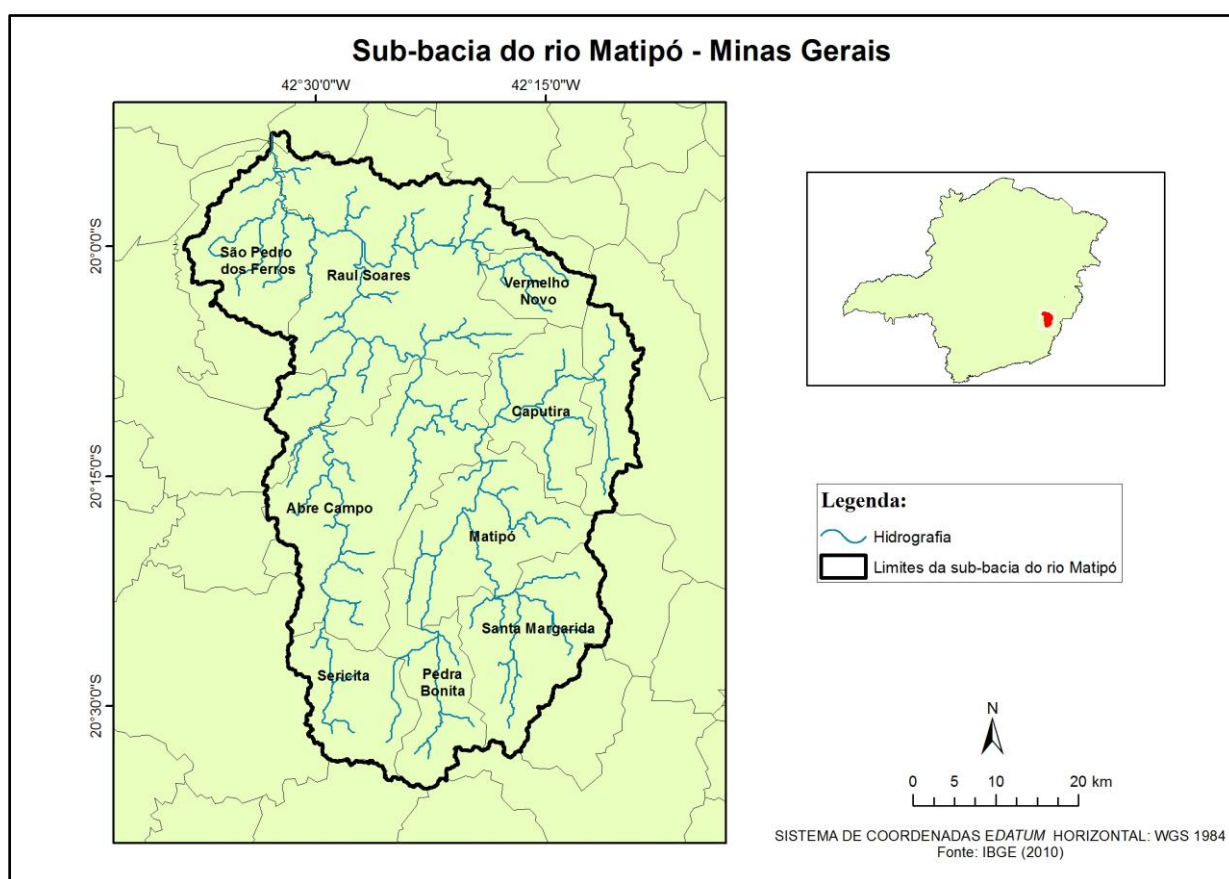 Sub-bacia do rio Matipó - Minas Gerais
42°30'0"W
42°15'0"W
20°0'0"S
20°15'0"S
20°30'0"S
São Pedro
dos Ferros
Raul Soares
Vermelho
Novo
Caputira
Abre Campo
Matipó
Santa Margarida
Sericita
Pedra
Bonita
Legenda:
Hidrografia
Limites da sub-bacia do rio Matipó
N
0 5 10 20 km
SISTEMA DE COORDENADAS EDATUM HORIZONTAL: WGS 1984
Fonte: IBGE (2010)